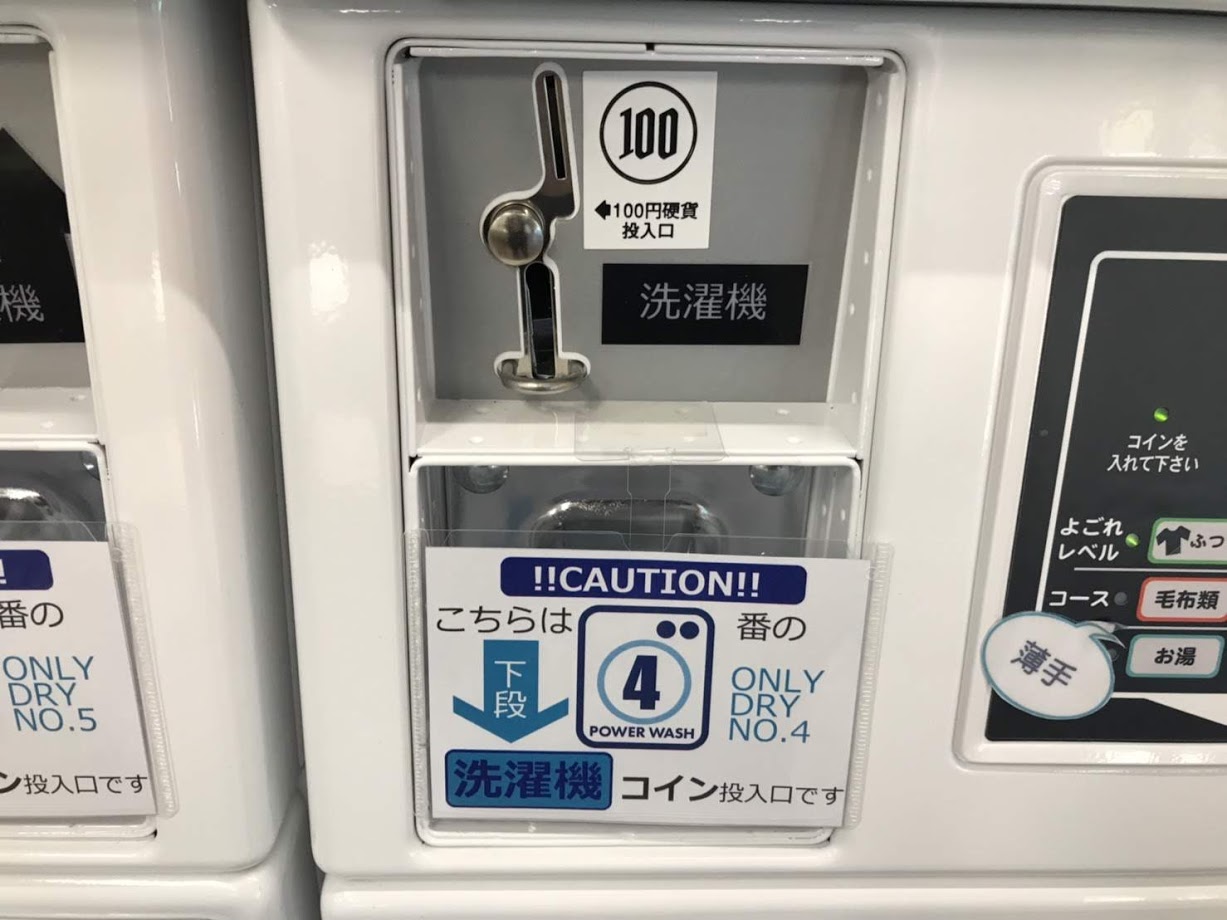 100
100円硬貨
投入口
洗濯機
機
コインを
入れて下さい
よごれ
レベル
コース
毛布類
お湯
薄手
!!CAUTION!!
こちらは
4
番の
下段
POWER WASH
ONLY
DRY
NO.4
洗濯機 コイン投入口です
!
番の
ONLY
DRY
NO.5
ン投入口です